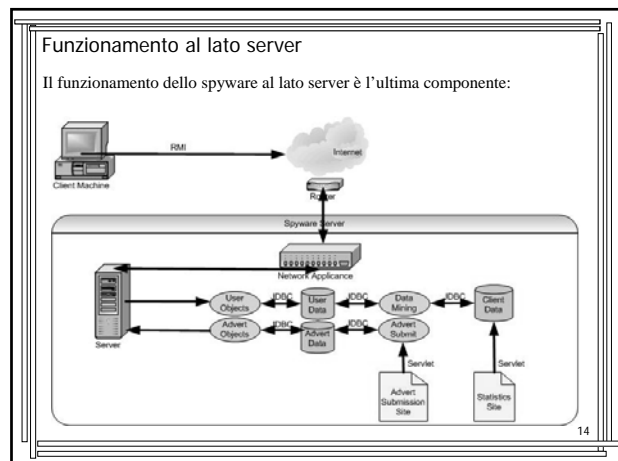 Funzionamento al lato server
Il funzionamento dello spyware al lato server è l'ultima componente:
RMI
Internet
Client Machine
Router
Spyware Server
Network Applicance
Server
User
Objects
JDBC
User
Data
JDBC
Data
Mining
JDBC
Client
Data
Advert
Objects
JDBC
Advert
Data
JDBC
Advert
Submit
Servlet
Servlet
Advert
Submission
Site
Statistics
Site
14